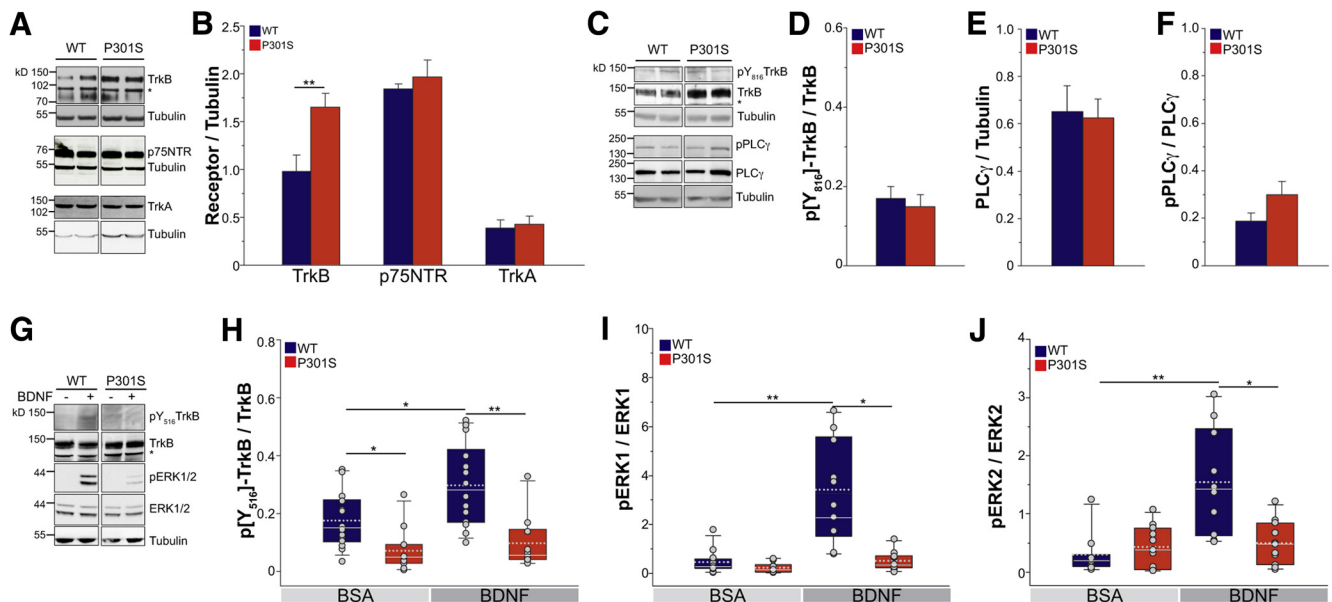 A
WT P301S
kD 150
102
70
55
TrkB
*
Tubulin
76
55
p75NTR
Tubulin
150
102
TrkA
55
Tubulin
B
WT
P301S
Receptor / Tubulin
2.5
2.0
1.5
1.0
0.5
0
**
TrkB p75NTR TrkA
C
WT P301S
kD 150
pY816TrkB
150
TrkB
*
55
Tubulin
250
130
pPLCγ
250
130
PLCγ
55
Tubulin
D
WT
P301S
p[Y816]-TrkB / TrkB
0.6
0.4
0.2
0
E
WT
P301S
PLCγ / Tubulin
1.0
0.8
0.6
0.4
0.2
0
F
WT
P301S
pPLCγ / PLCγ
1.0
0.8
0.6
0.4
0.2
0
G
WT P301S
BDNF - + - +
kD 150
pY516TrkB
150
TrkB
*
44
pERK1/2
44
ERK1/2
55
Tubulin
H
WT
P301S
p[Y516]-TrkB / TrkB
0.8
0.6
0.4
0.2
0
*
*
**
BSA BDNF
I
WT
P301S
pERK1 / ERK1
10
8
6
4
2
0
**
*
BSA BDNF
J
WT
P301S
pERK2 / ERK2
4
3
2
1
0
**
*
BSA BDNF